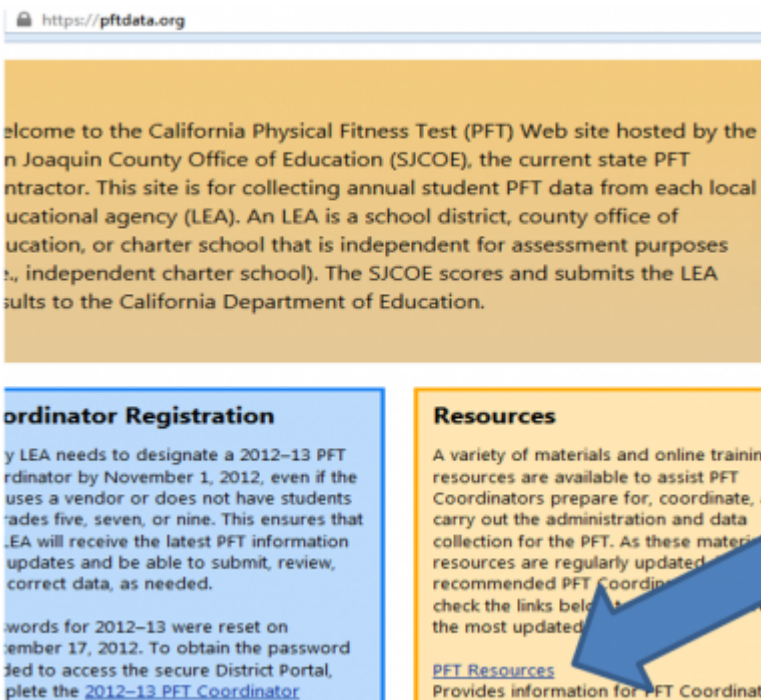 https://pftdata.org
elcome to the California Physical Fitness Test (PFT) Web site hosted by the
n Joaquin County Office of Education (SJCOE), the current state PFT
ntractor. This site is for collecting annual student PFT data from each local
ucational agency (LEA). An LEA is a school district, county office of
ucation, or charter school that is independent for assessment purposes
., independent charter school). The SJCOE scores and submits the LEA
sults to the California Department of Education.
ordinator Registration
y LEA needs to designate a 2012–13 PFT
rdinator by November 1, 2012, even if the
uses a vendor or does not have students
rades five, seven, or nine. This ensures that
LEA will receive the latest PFT information
updates and be able to submit, review,
correct data, as needed.
swords for 2012–13 were reset on
ember 17, 2012. To obtain the password
ded to access the secure District Portal,
plete the 2012–13 PFT Coordinator
Resources
A variety of materials and online trainin
resources are available to assist PFT
Coordinators prepare for, coordinate,
carry out the administration and data
collection for the PFT. As these materi
resources are regularly updated
recommended PFT Coordin
check the links belo
the most updated
PFT Resources
Provides information for PFT Coordinat